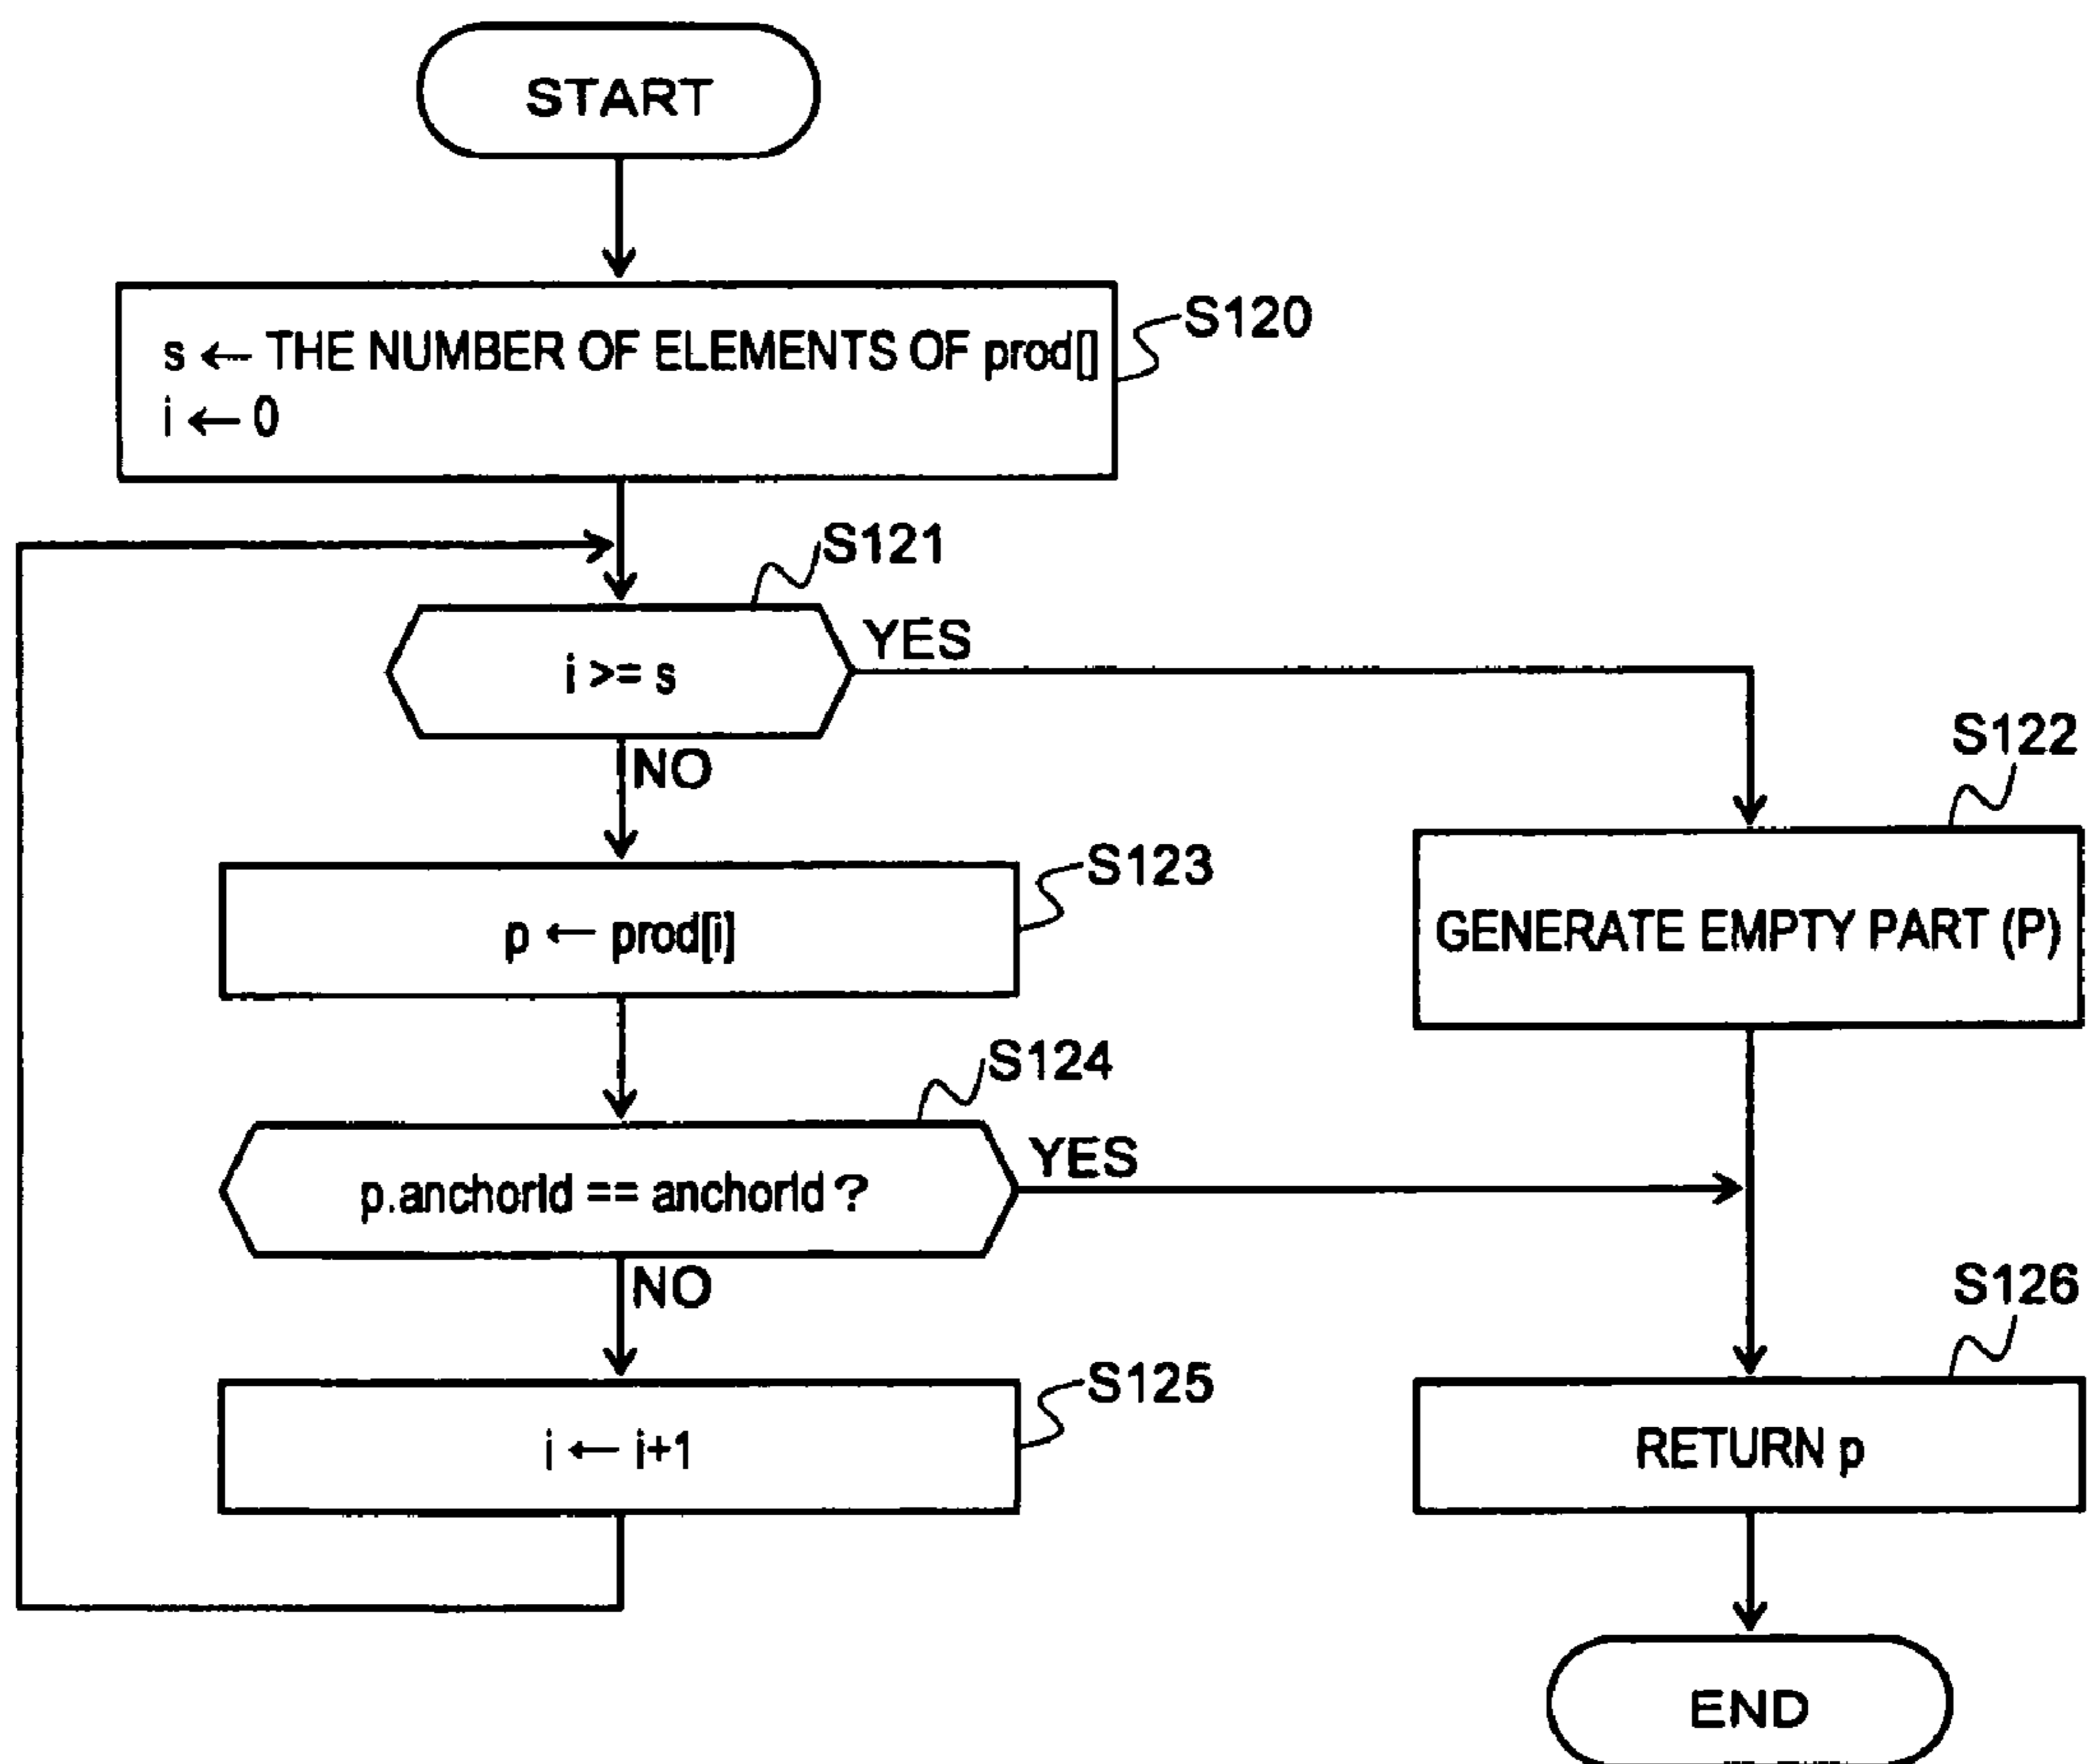 START
s ← THE NUMBER OF ELEMENTS OF prod[]
i ← 0
S120
S121
i >= s
YES
NO
S122
GENERATE EMPTY PART (P)
S123
p ← prod[i]
S124
p.anchorId == anchorId ?
YES
NO
S125
i ← i+1
S126
RETURN p
END